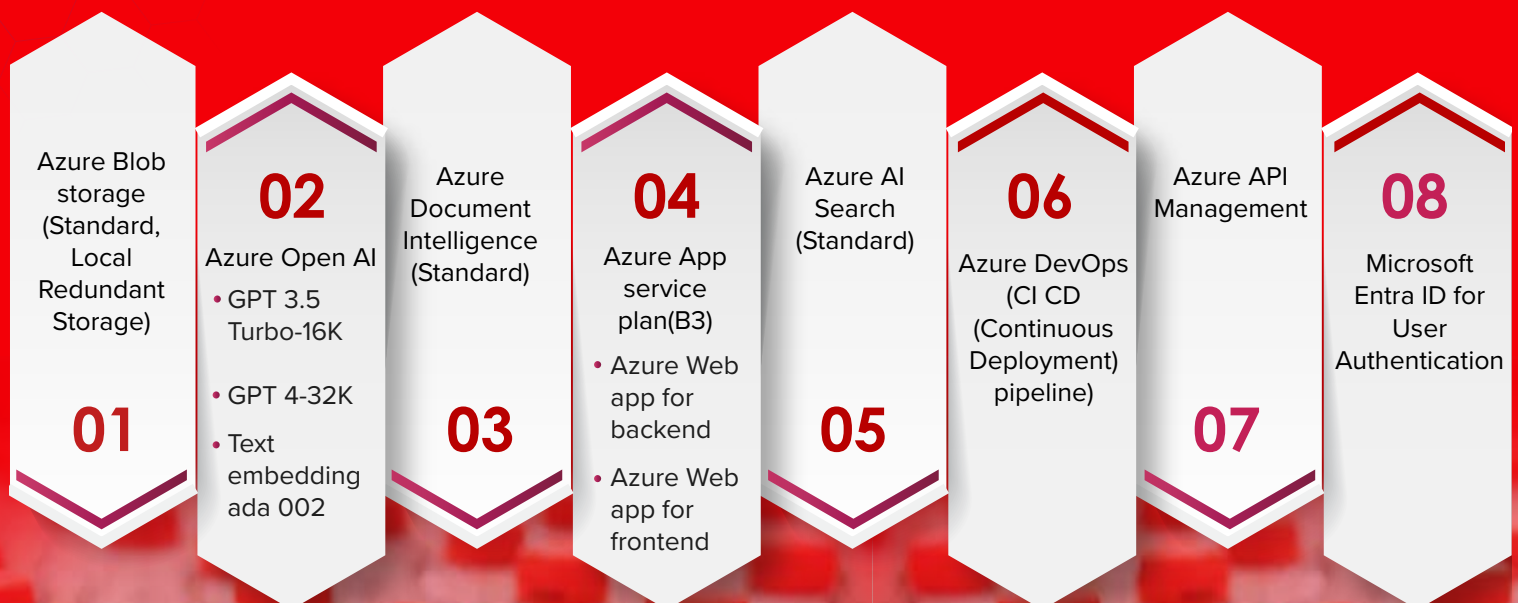 Azure Blob
storage
(Standard,
Local
Redundant
Storage)
01
02
Azure Open AI
• GPT 3.5
Turbo-16K
• GPT 4-32K
• Text
embedding
ada 002
Azure
Document
Intelligence
(Standard)
03
04
Azure App
service
plan(B3)
• Azure Web
app for
backend
• Azure Web
app for
frontend
Azure AI
Search
(Standard)
05
06
Azure DevOps
(CI CD
(Continuous
Deployment)
pipeline)
Azure API
Management
07
08
Microsoft
Entra ID for
User
Authentication